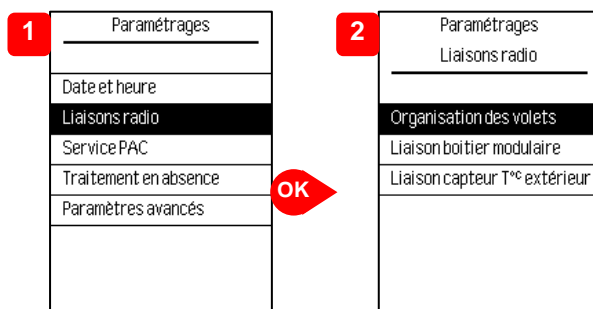 1
Paramétrages
Date et heure
Liaisons radio
Service PAC
Traitement en absence
Paramètres avancés
OK
2
Paramétrages
Liaisons radio
Organisation des volets
Liaison boitier modulaire
Liaison capteur T°ᶜ extérieur